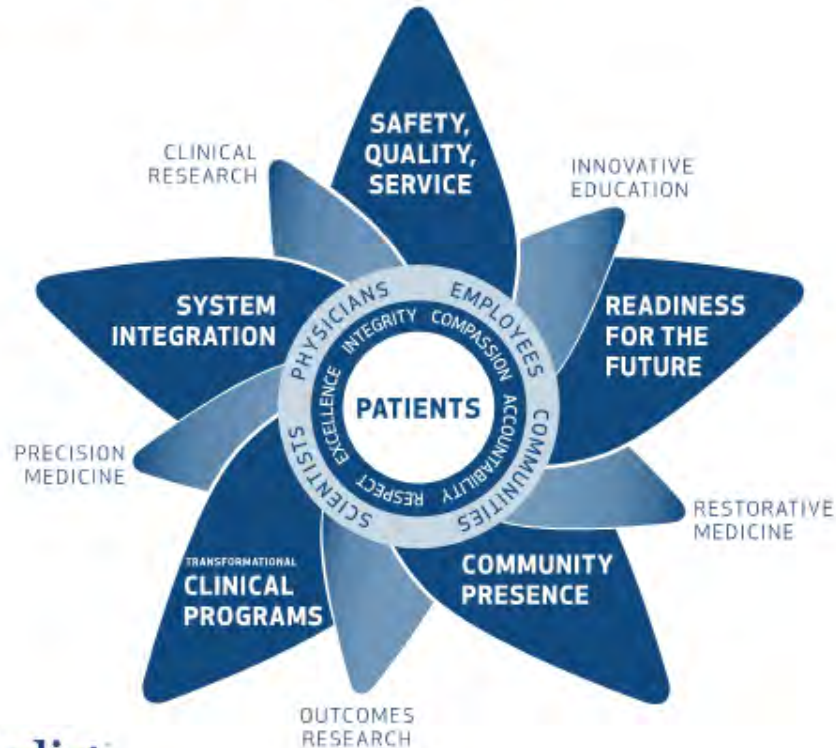 SAFETY,
QUALITY,
SERVICE
CLINICAL
RESEARCH
INNOVATIVE
EDUCATION
SYSTEM
INTEGRATION
READINESS
FOR THE
FUTURE
PHYSICIANS
EMPLOYEES
COMMUNITIES
SCIENTISTS
INTEGRITY
COMPASSION
ACCOUNTABILITY
RESPECT
EXCELLENCE
PATIENTS
PRECISION
MEDICINE
RESTORATIVE
MEDICINE
TRANSFORMATIONAL
CLINICAL
PROGRAMS
COMMUNITY
PRESENCE
OUTCOMES
RESEARCH